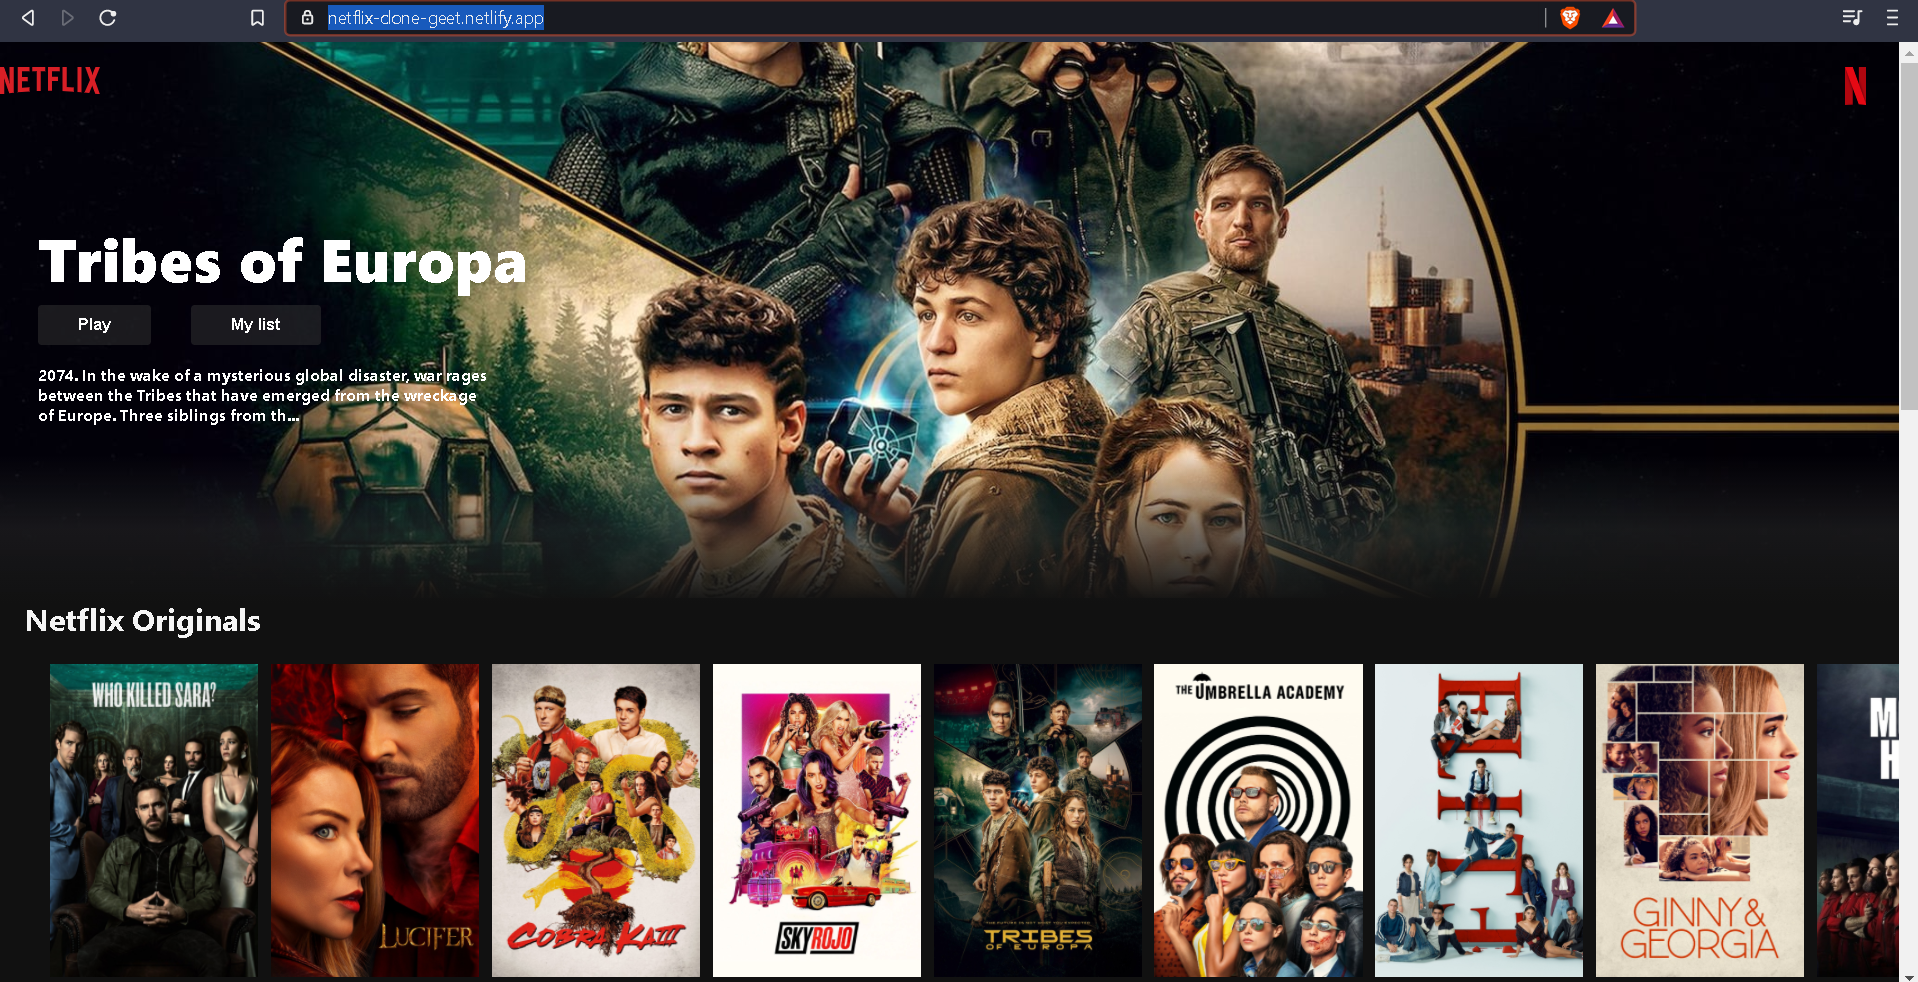 netflix-clone-geet.netlify.app
NETFLIX
N
Tribes of Europa
Play
My list
2074. In the wake of a mysterious global disaster, war rages
between the Tribes that have emerged from the wreckage
of Europe. Three siblings from th...
Netflix Originals
WHO KILLED SARA?
LUCIFER
COBRA KAI
SKYROJO
TRIBES
OF EUROPA
THE UMBRELLA ACADEMY
ELITE
GINNY&
GEORGIA
M
H